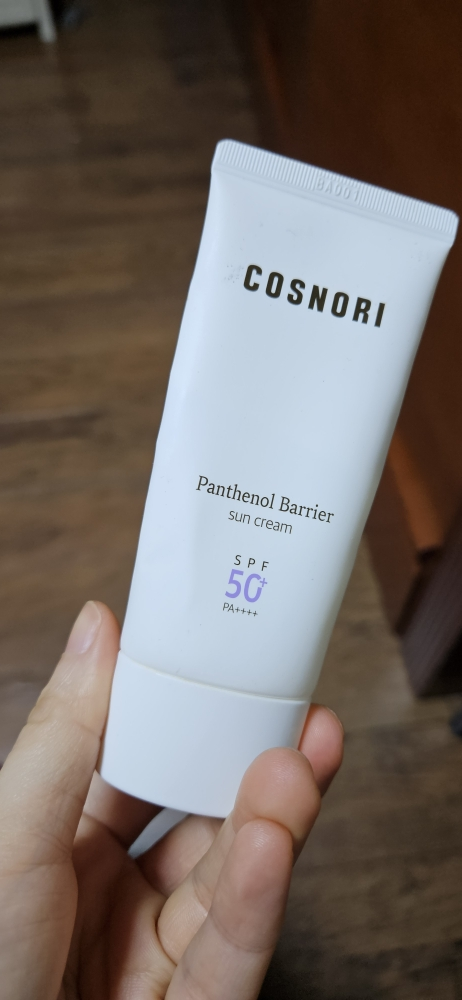 COSNORI
Panthenol Barrier
sun cream
SPF
50+
PA++++